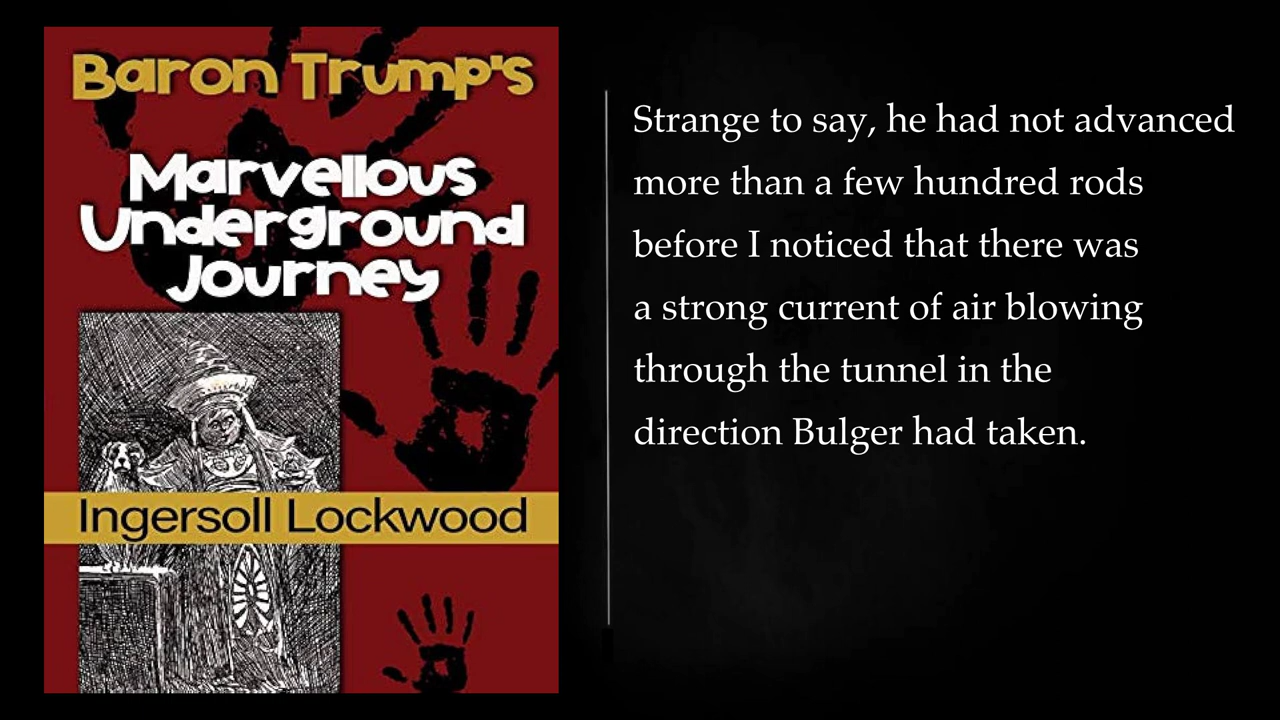 Baron Trump's
Marvellous
Underground
Journey
Ingersoll Lockwood
Strange to say, he had not advanced
more than a few hundred rods
before I noticed that there was
a strong current of air blowing
through the tunnel in the
direction Bulger had taken.